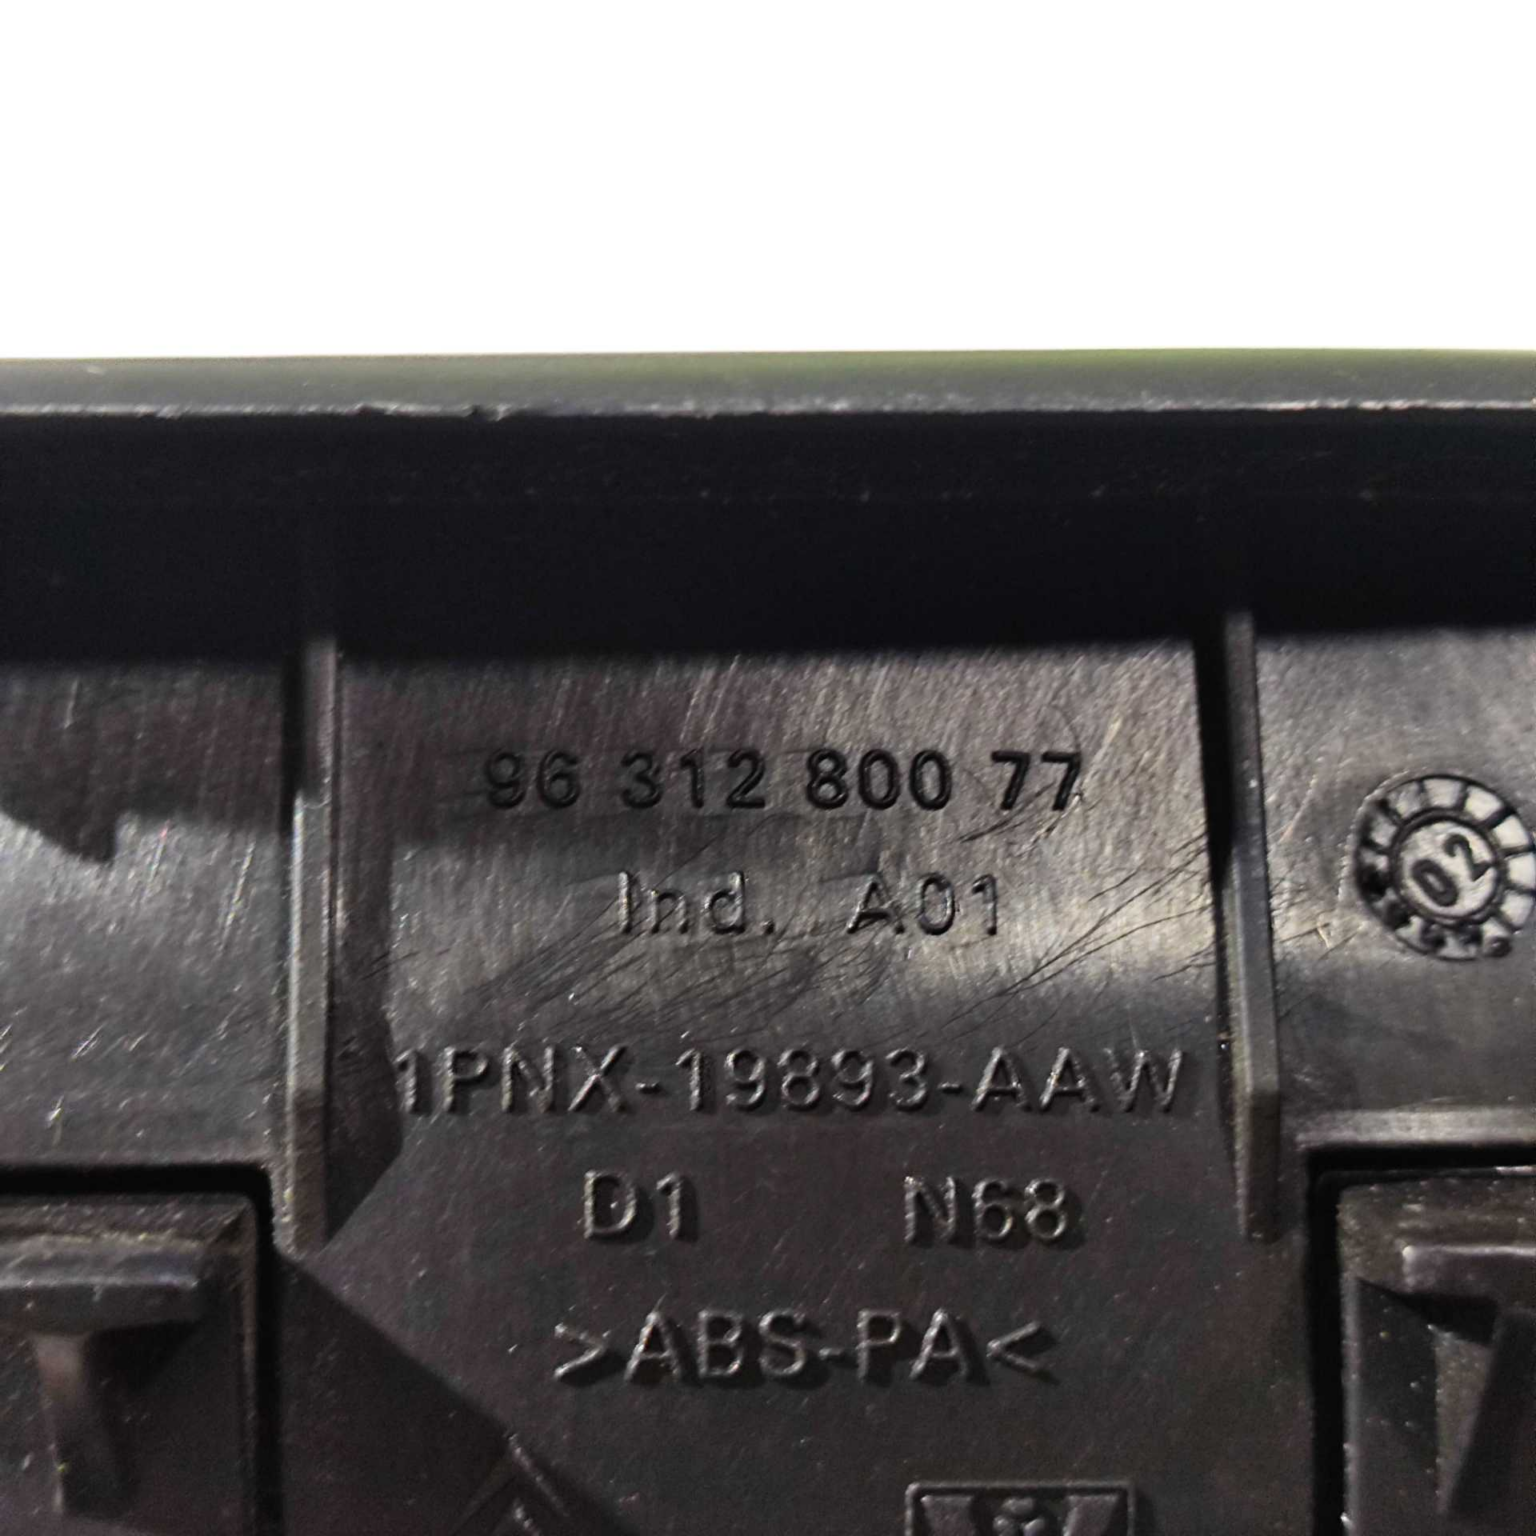 96 312 800 77
Ind. A01
02
1PNX-19893-AAW
D1 N68
>ABS-PA<